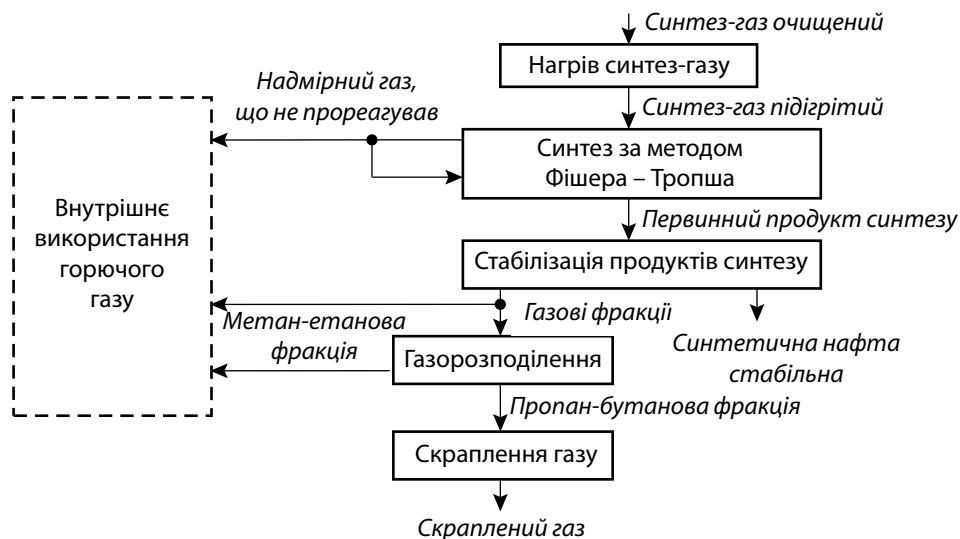 Синтез-газ очищений
Нагрів синтез-газу
Надмірний газ,
що не прореагував
Синтез-газ підігрітий
Синтез за методом
Фішера – Тропша
Внутрішнє
використання
горючого
газу
Первинний продукт синтезу
Стабілізація продуктів синтезу
Газові фракції
Метан-етанова
фракція
Синтетична нафта
стабільна
Газорозподілення
Пропан-бутанова фракція
Скраплення газу
Скраплений газ